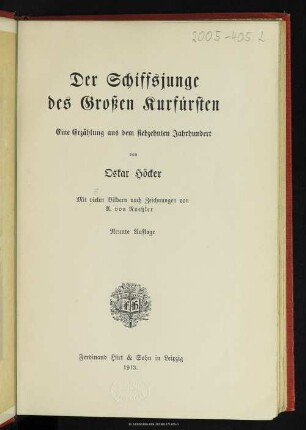 2005-405 2
Der Schiffsjunge
des Großen Kurfürsten
Eine Erzählung aus dem siebzehnten Jahrhundert
von
Oskar Höcker
Mit vielen Bildern nach Zeichnungen von
A. von Roeßler
Neunte Auflage
Ferdinand Hirt & Sohn in Leipzig
1913.